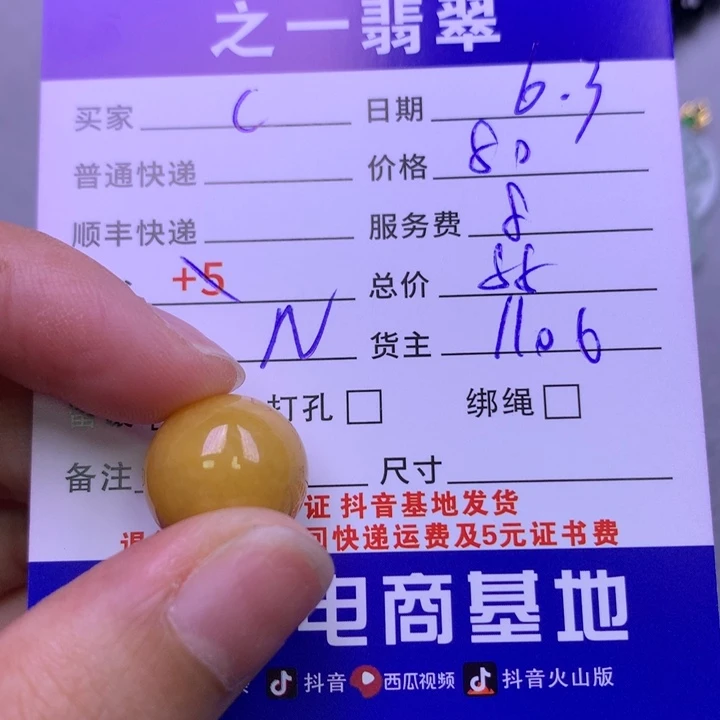 之一翡翠
买家 C 日期 6.3
普通快递 价格 80
顺丰快递 服务费 8
+5 总价 88
N 货主 1106
打孔 绑绳
备注 尺寸
证 抖音基地发货
退 回快递运费及5元证书费
电商基地
抖音 西瓜视频 抖音火山版